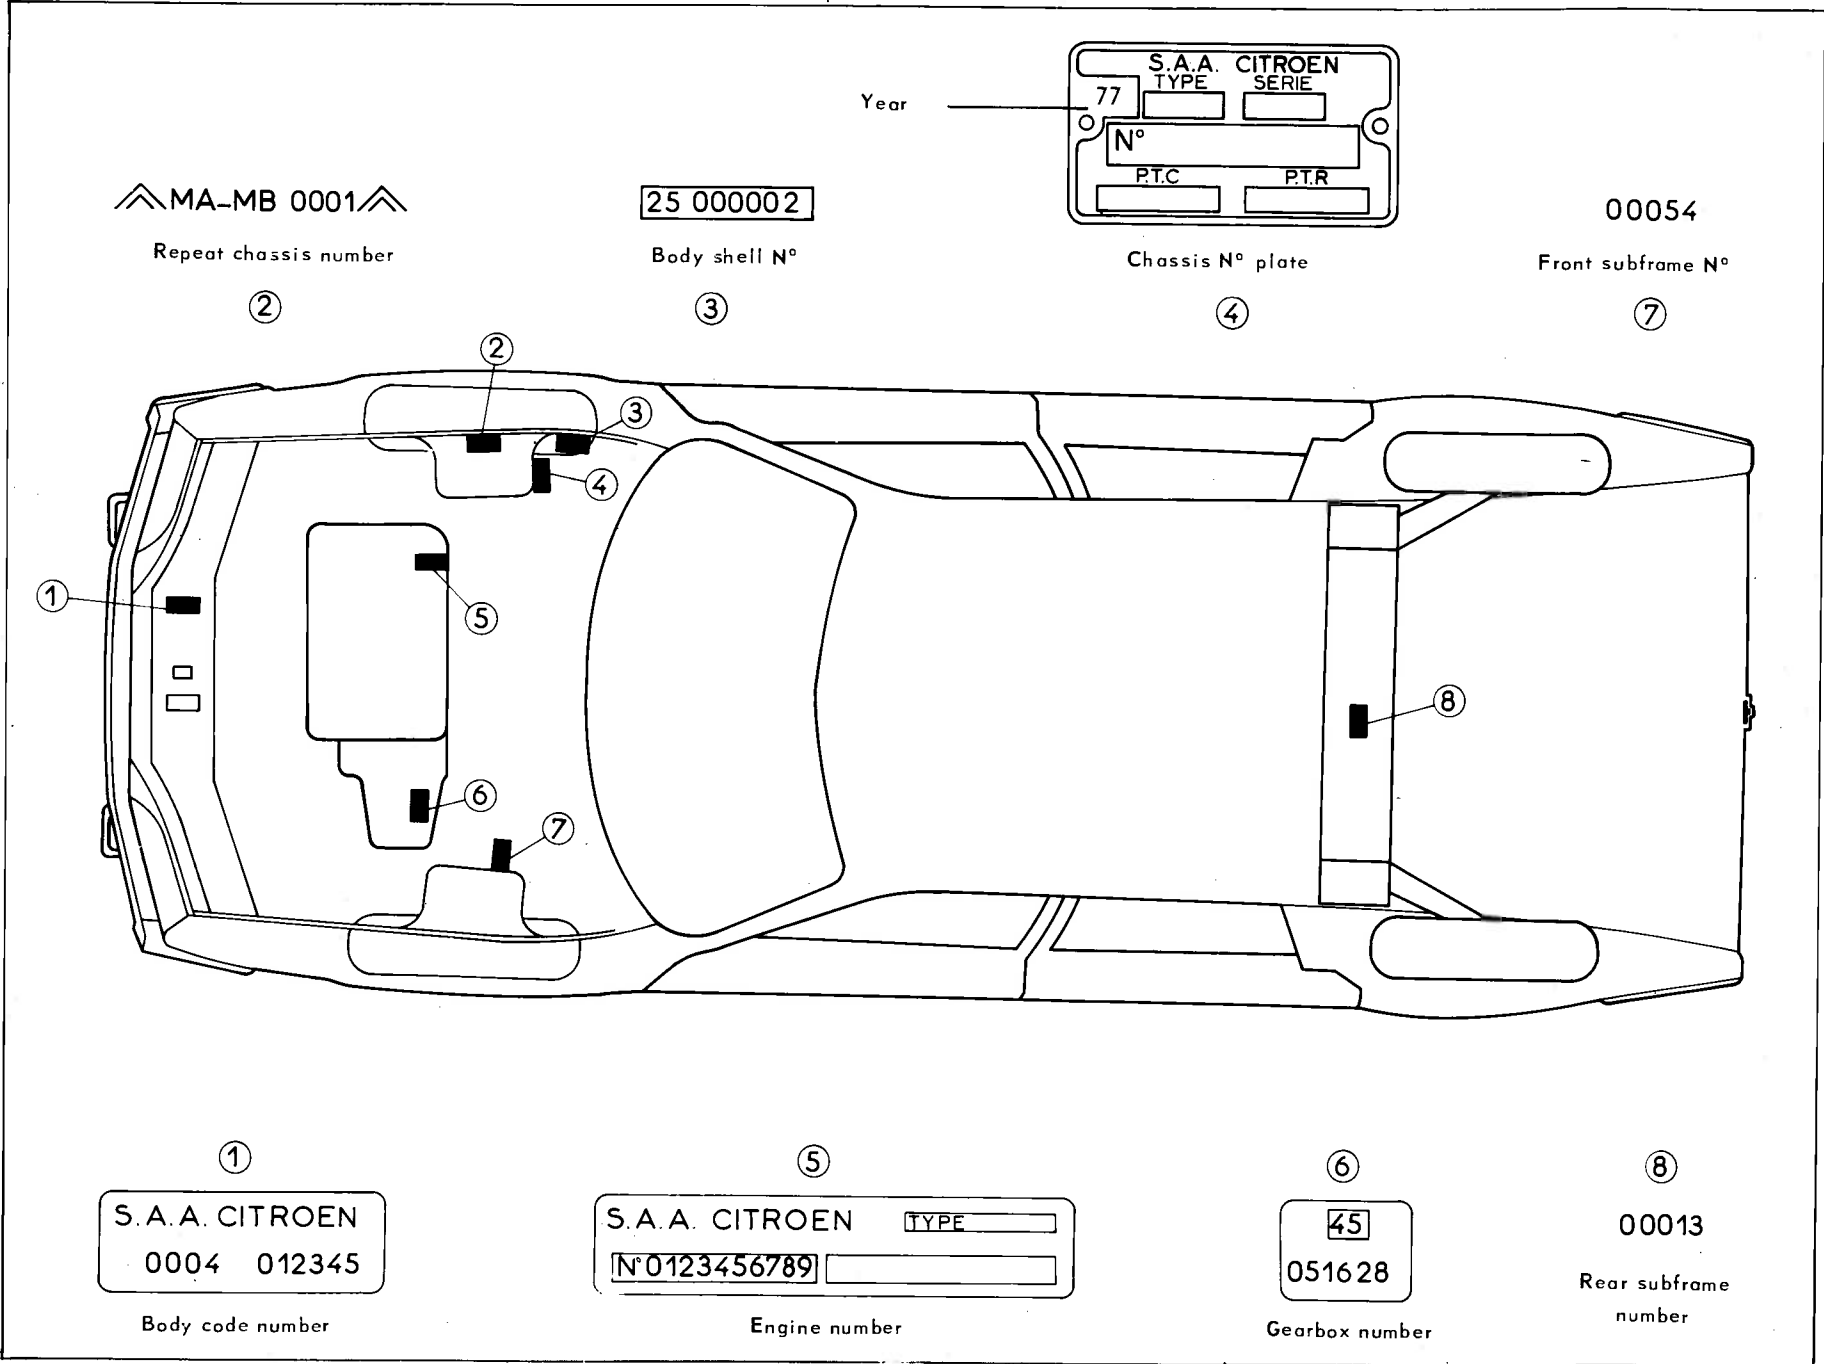 S.A.A. CITROEN
TYPE SERIE
Year 77
N°
P.T.C P.T.R
MA-MB 0001
25 000002
00054
Repeat chassis number
Body shell N°
Chassis N° plate
Front subframe N°
2
3
4
7
2
3
4
1
5
8
6
7
1
5
6
8
S.A.A. CITROEN
0004 012345
Body code number
S.A.A. CITROEN TYPE
N°0123456789
Engine number
45
051628
Gearbox number
00013
Rear subframe
number